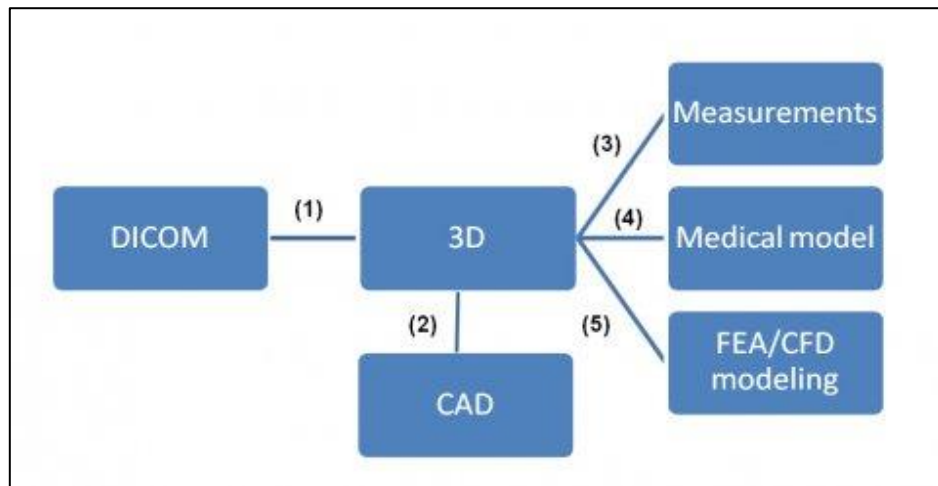 Measurements
(3)
(1)
DICOM
3D
(4)
Medical model
(2)
(5)
FEA/CFD
modeling
CAD